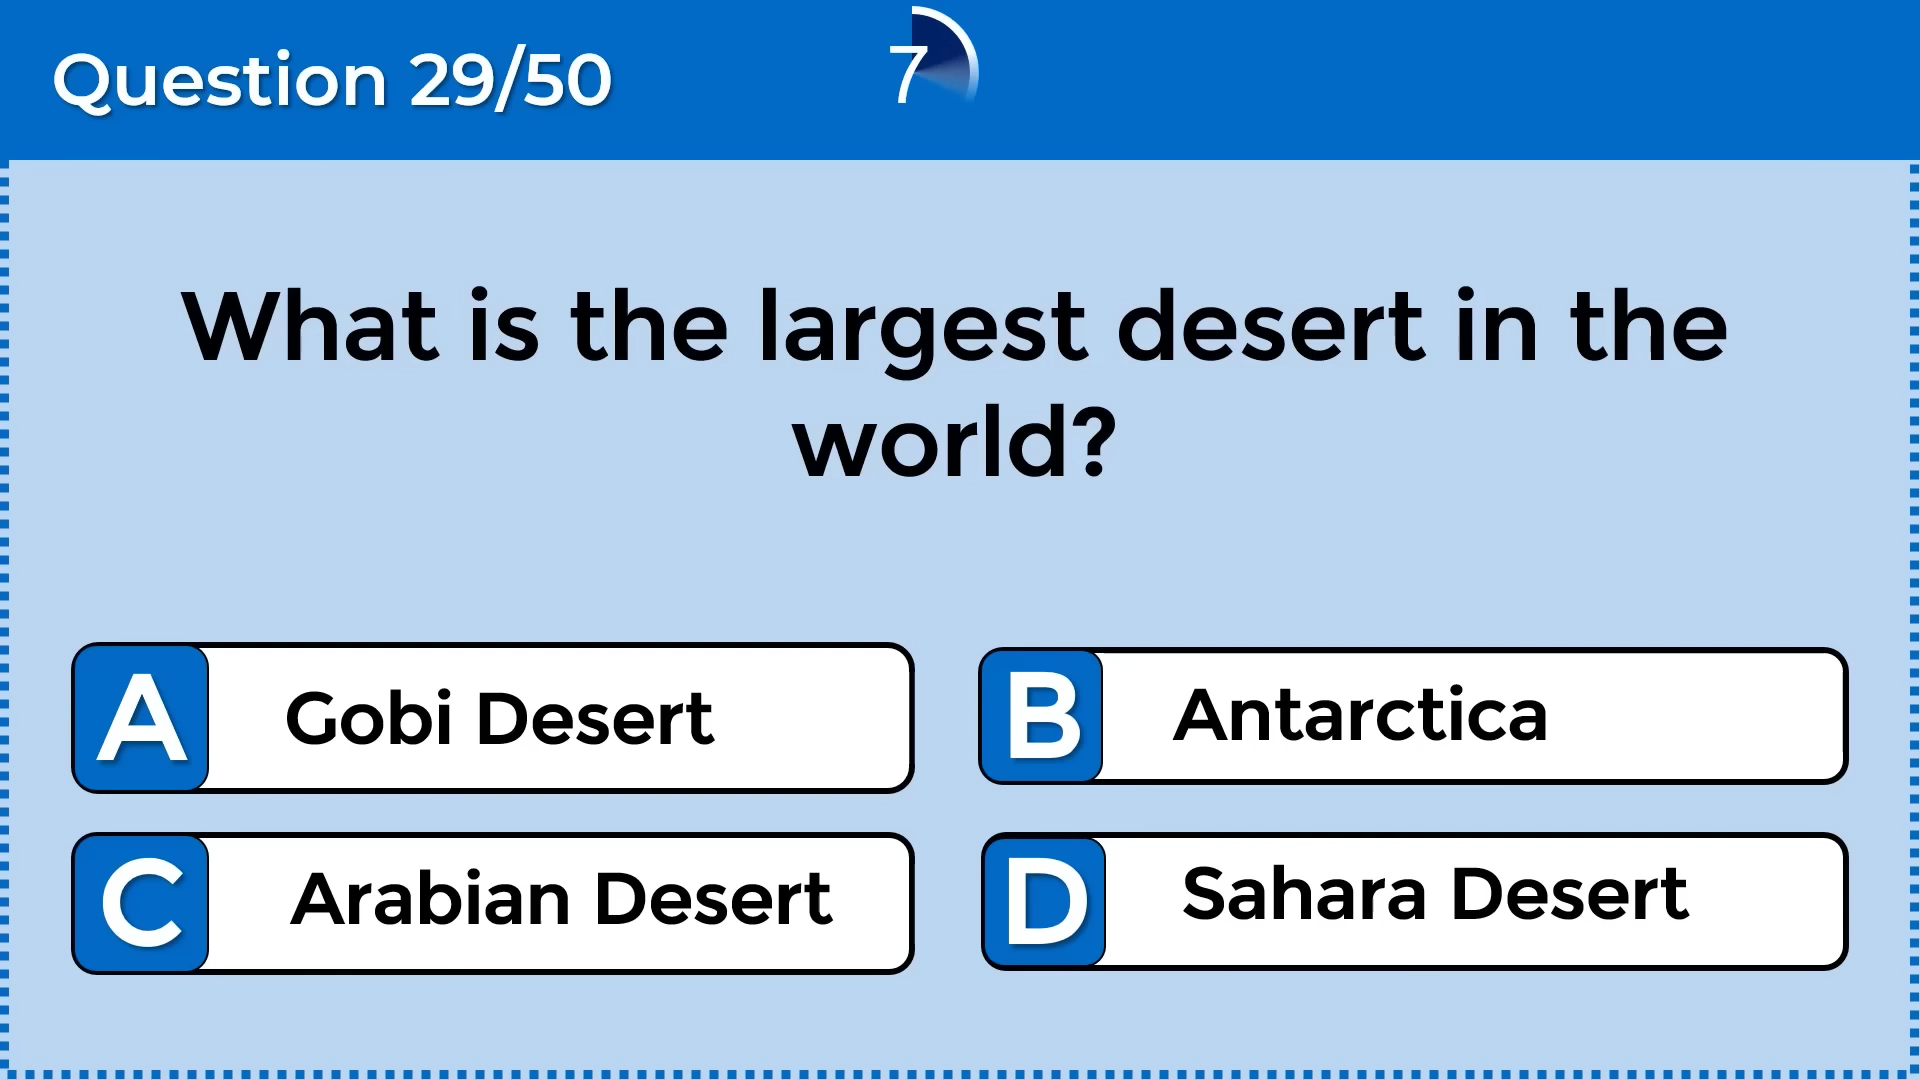 Question 29/50
7
What is the largest desert in the
world?
A Gobi Desert
B Antarctica
C Arabian Desert
D Sahara Desert